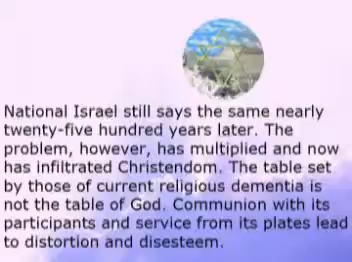 National Israel still says the same nearly
twenty-five hundred years later. The
problem, however, has multiplied and now
has infiltrated Christendom. The table set
by those of current religious dementia is
not the table of God. Communion with its
participants and service from its plates lead
to distortion and disesteem.